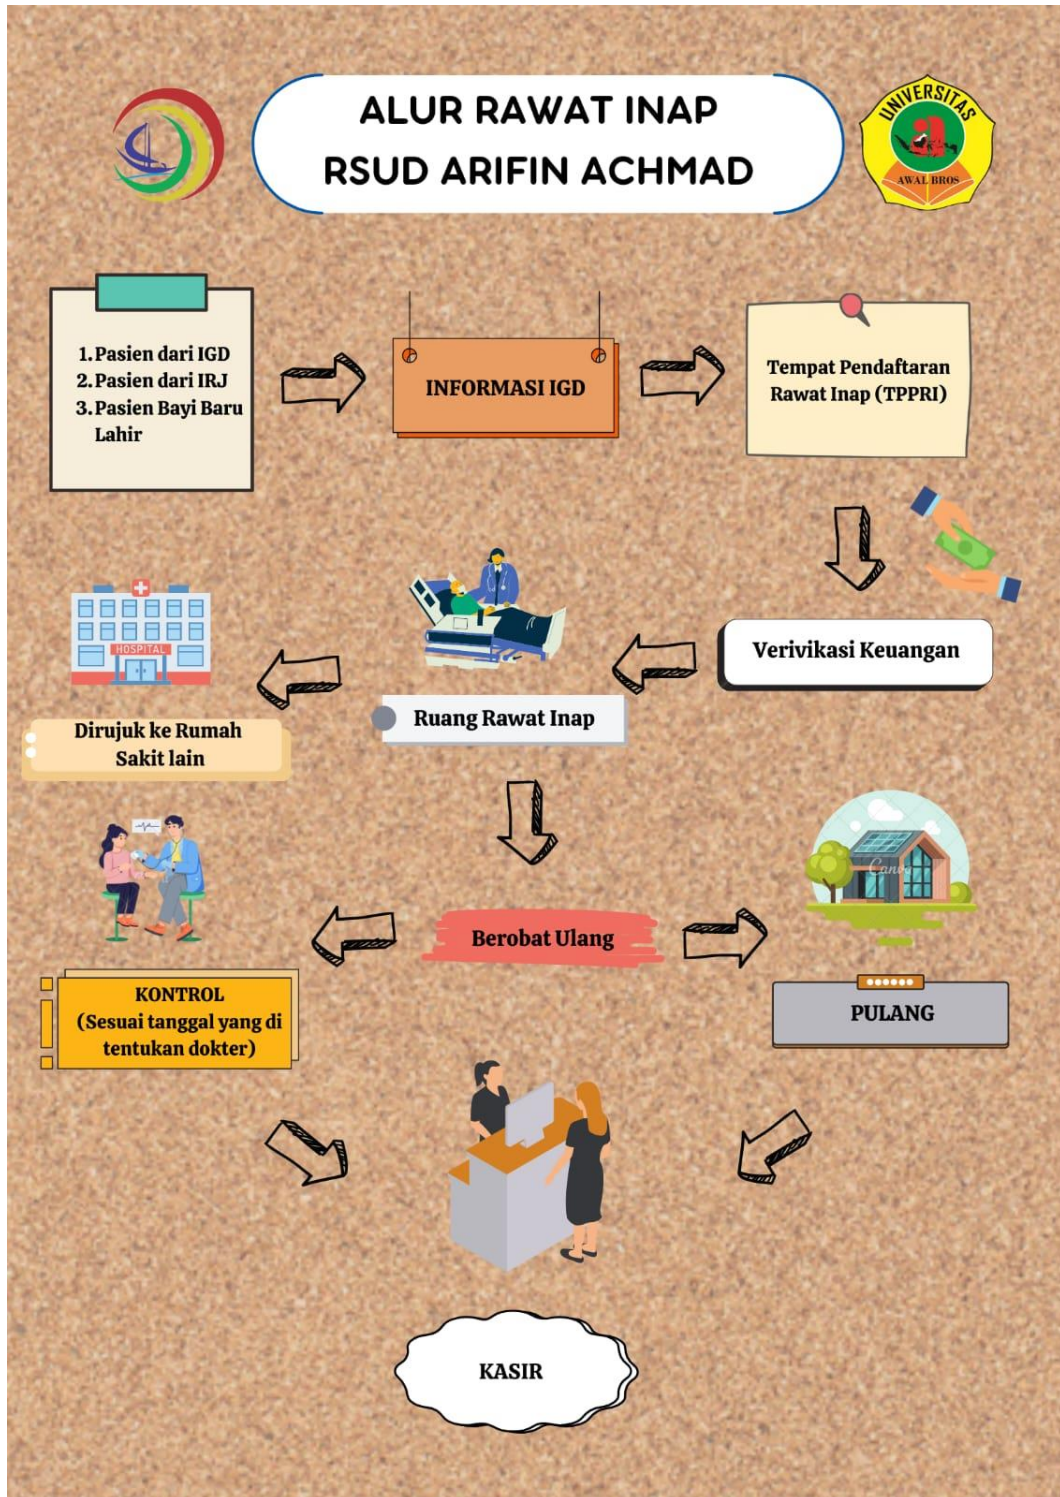 ALUR RAWAT INAP
RSUD ARIFIN ACHMAD
UNIVERSITAS
AWAL BROS
1. Pasien dari IGD
2. Pasien dari IRJ
3. Pasien Bayi Baru
Lahir
INFORMASI IGD
Tempat Pendaftaran
Rawat Inap (TPPRI)
Verivikasi Keuangan
HOSPITAL
Ruang Rawat Inap
Dirujuk ke Rumah
Sakit lain
Canva
Berobat Ulang
KONTROL
(Sesuai tanggal yang di
tentukan dokter)
PULANG
KASIR